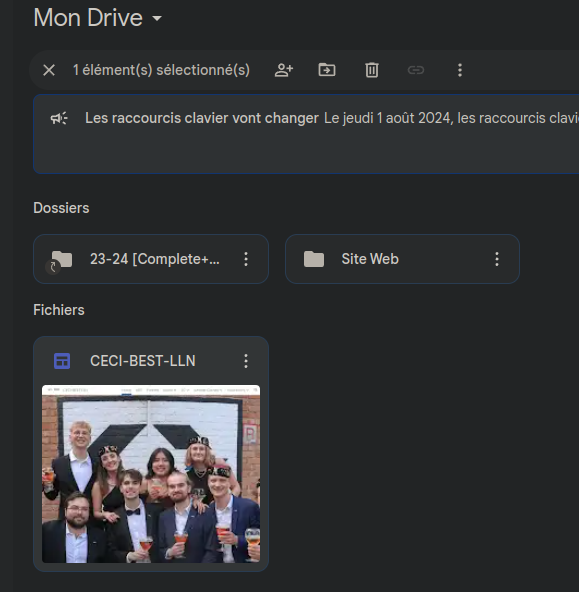 Mon Drive
1 élément(s) sélectionné(s)
Les raccourcis clavier vont changer Le jeudi 1 août 2024, les raccourcis clavi
Dossiers
23-24 [Complete+...
Site Web
Fichiers
CECI-BEST-LLN